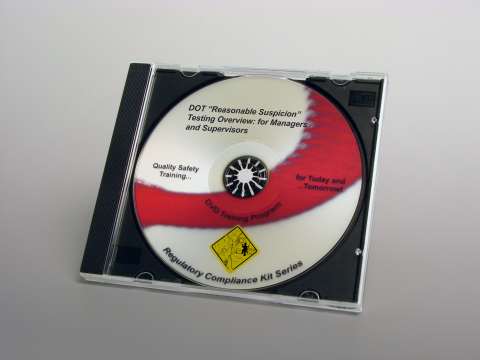 DOT "Reasonable Suspicion"
Testing Overview: for Managers
and Supervisors
Quality Safety
Training...
for Today and
...Tomorrow!
DVD Training Program
Regulatory Compliance Kit Series